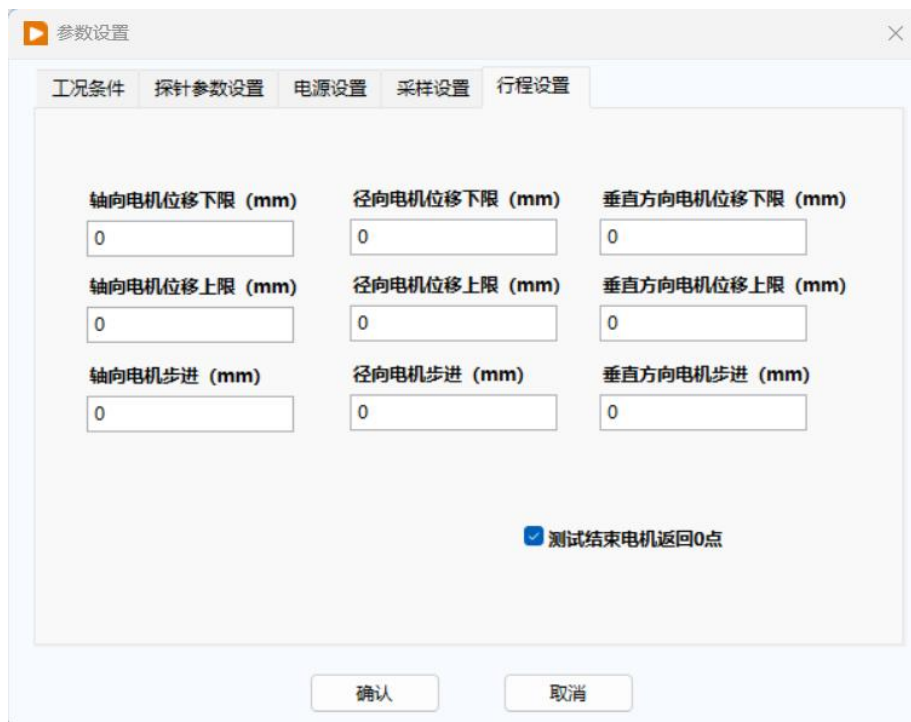 参数设置
工况条件 探针参数设置 电源设置 采样设置 行程设置
轴向电机位移下限（mm) 径向电机位移下限（mm) 垂直方向电机位移下限（mm)
0 0 0
轴向电机位移上限（mm) 径向电机位移上限（mm) 垂直方向电机位移上限（mm)
0 0 0
轴向电机步进（mm) 径向电机步进（mm) 垂直方向电机步进（mm)
0 0 0
测试结束电机返回0点
确认 取消